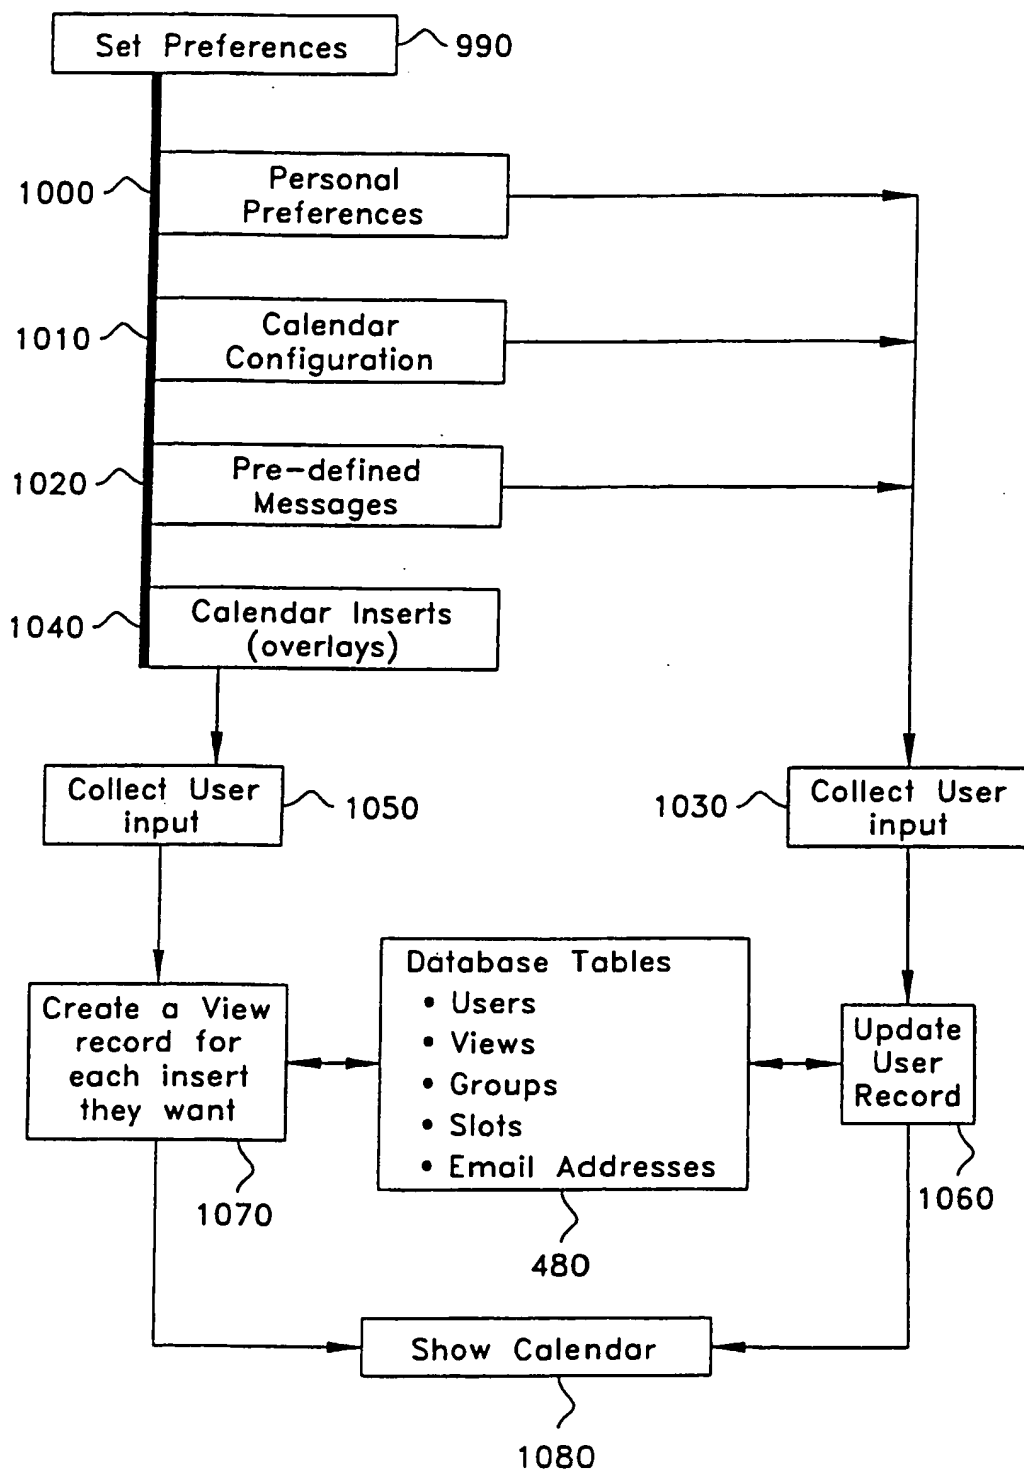 Set Preferences
990
1000
Personal
Preferences
1010
Calendar
Configuration
1020
Pre-defined
Messages
1040
Calendar Inserts
(overlays)
Collect User
input
1050
1030
Collect User
input
Create a View
record for
each insert
they want
1070
Database Tables
• Users
• Views
• Groups
• Slots
• Email Addresses
480
Update
User
Record
1060
Show Calendar
1080